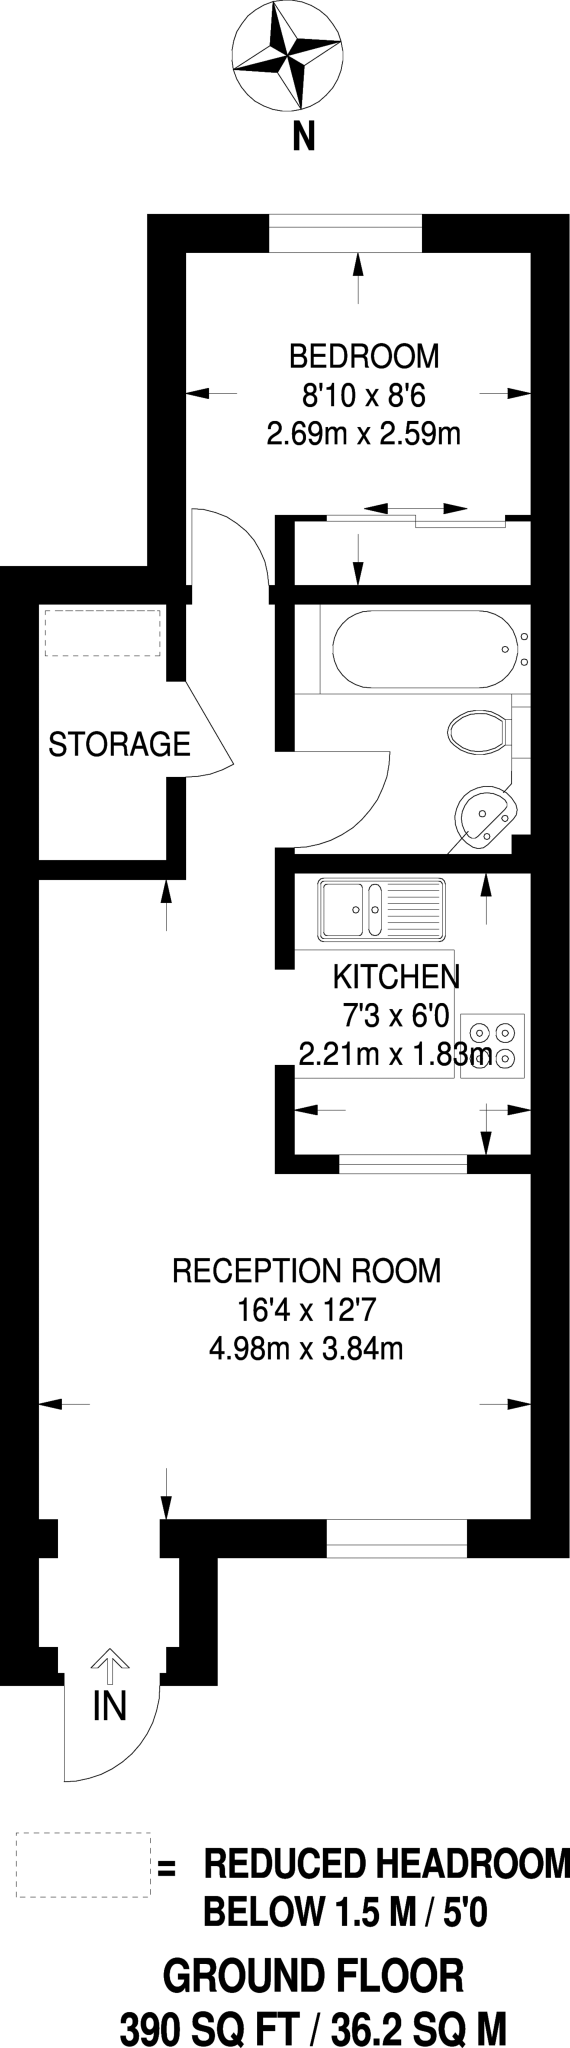 N
BEDROOM
8'10 x 8'6
2.69m x 2.59m
STORAGE
KITCHEN
7'3 x 6'0
2.21m x 1.83m
RECEPTION ROOM
16'4 x 12'7
4.98m x 3.84m
IN
= REDUCED HEADROOM
BELOW 1.5 M / 5'0
GROUND FLOOR
390 SQ FT / 36.2 SQ M